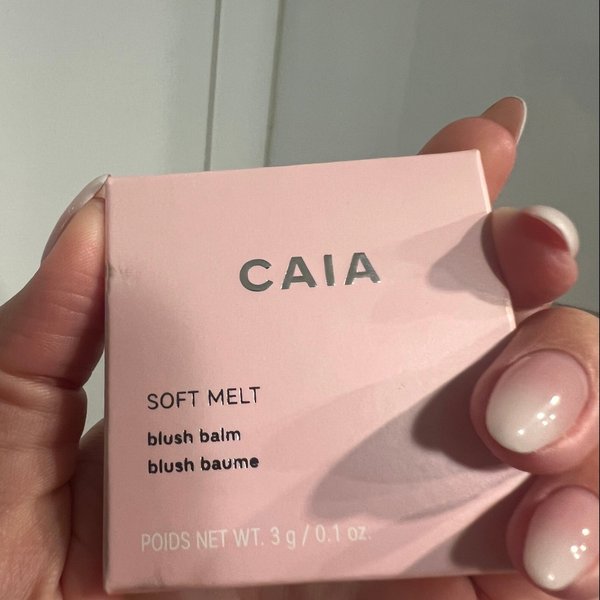 CAIA
SOFT MELT
blush balm
blush baume
POIDS NET WT. 3 g / 0.1 oz.